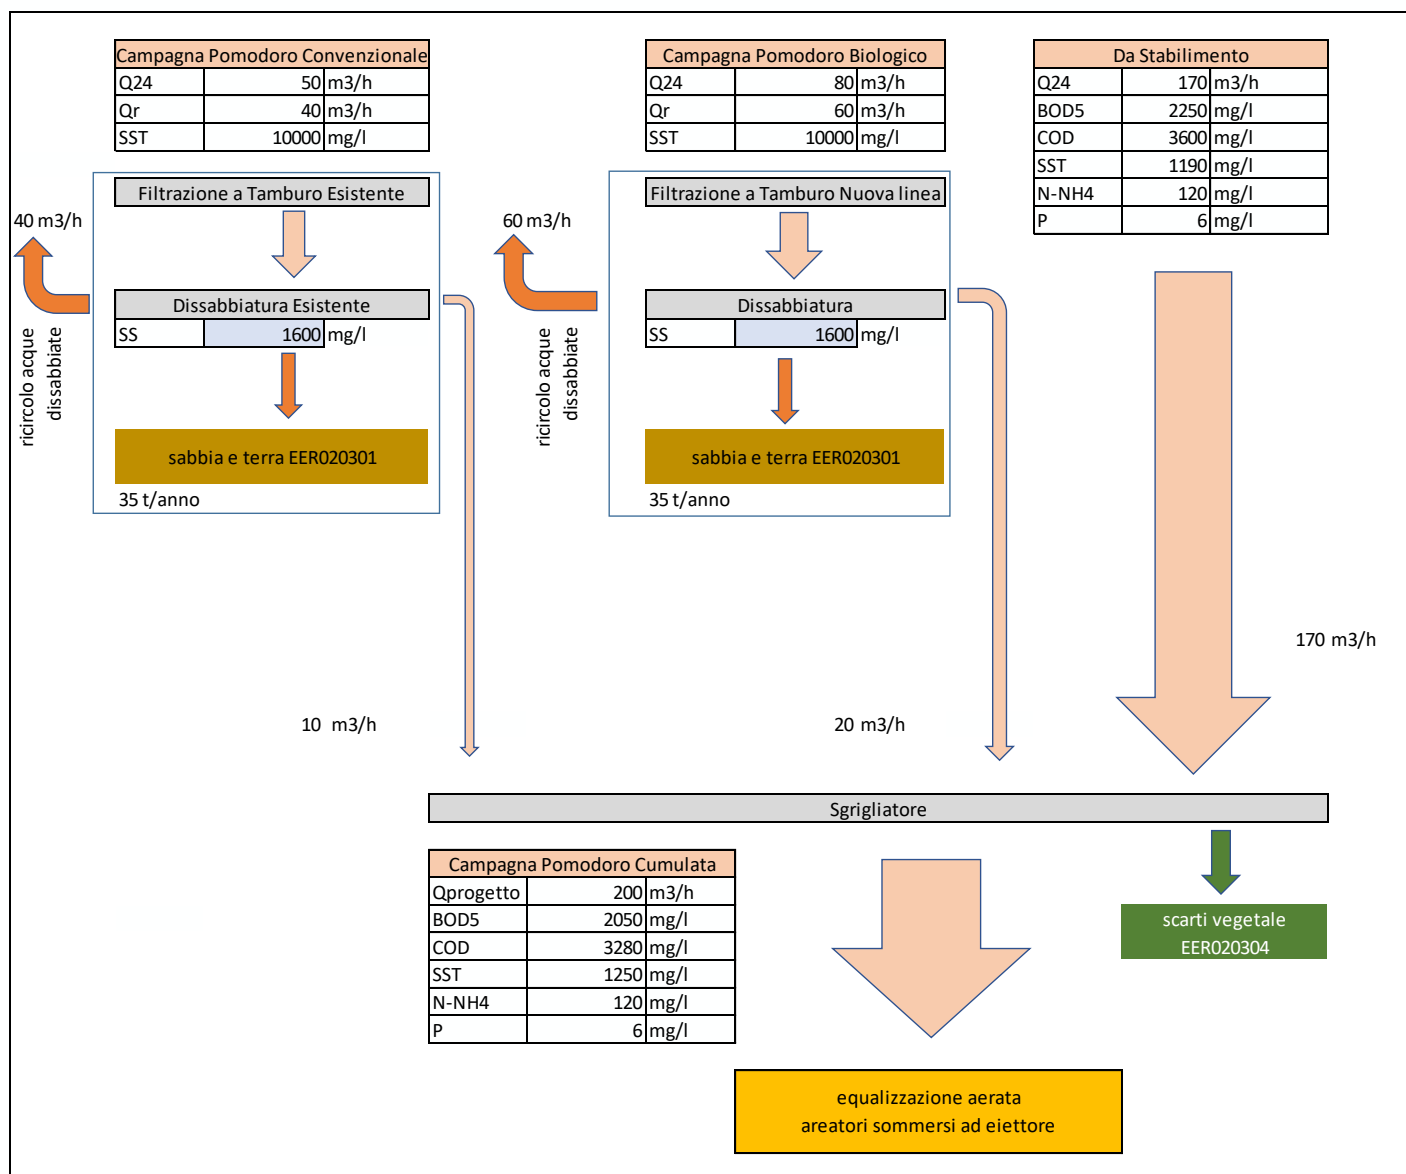 Campagna Pomodoro Convenzionale
Q24 50 m3/h
Qr 40 m3/h
SST 10000 mg/l
Campagna Pomodoro Biologico
Q24 80 m3/h
Qr 60 m3/h
SST 10000 mg/l
Da Stabilimento
Q24 170 m3/h
BOD5 2250 mg/l
COD 3600 mg/l
SST 1190 mg/l
N-NH4 120 mg/l
P 6 mg/l
40 m3/h
ricircolo acque
dissabbiate
Filtrazione a Tamburo Esistente
Dissabbiatura Esistente
SS 1600 mg/l
sabbia e terra EER020301
35 t/anno
60 m3/h
ricircolo acque
dissabbiate
Filtrazione a Tamburo Nuova linea
Dissabbiatura
SS 1600 mg/l
sabbia e terra EER020301
35 t/anno
170 m3/h
10 m3/h
20 m3/h
Sgrigliatore
Campagna Pomodoro Cumulata
Qprogetto 200 m3/h
BOD5 2050 mg/l
COD 3280 mg/l
SST 1250 mg/l
N-NH4 120 mg/l
P 6 mg/l
scarti vegetale
EER020304
equalizzazione aerata
areatori sommersi ad eiettore